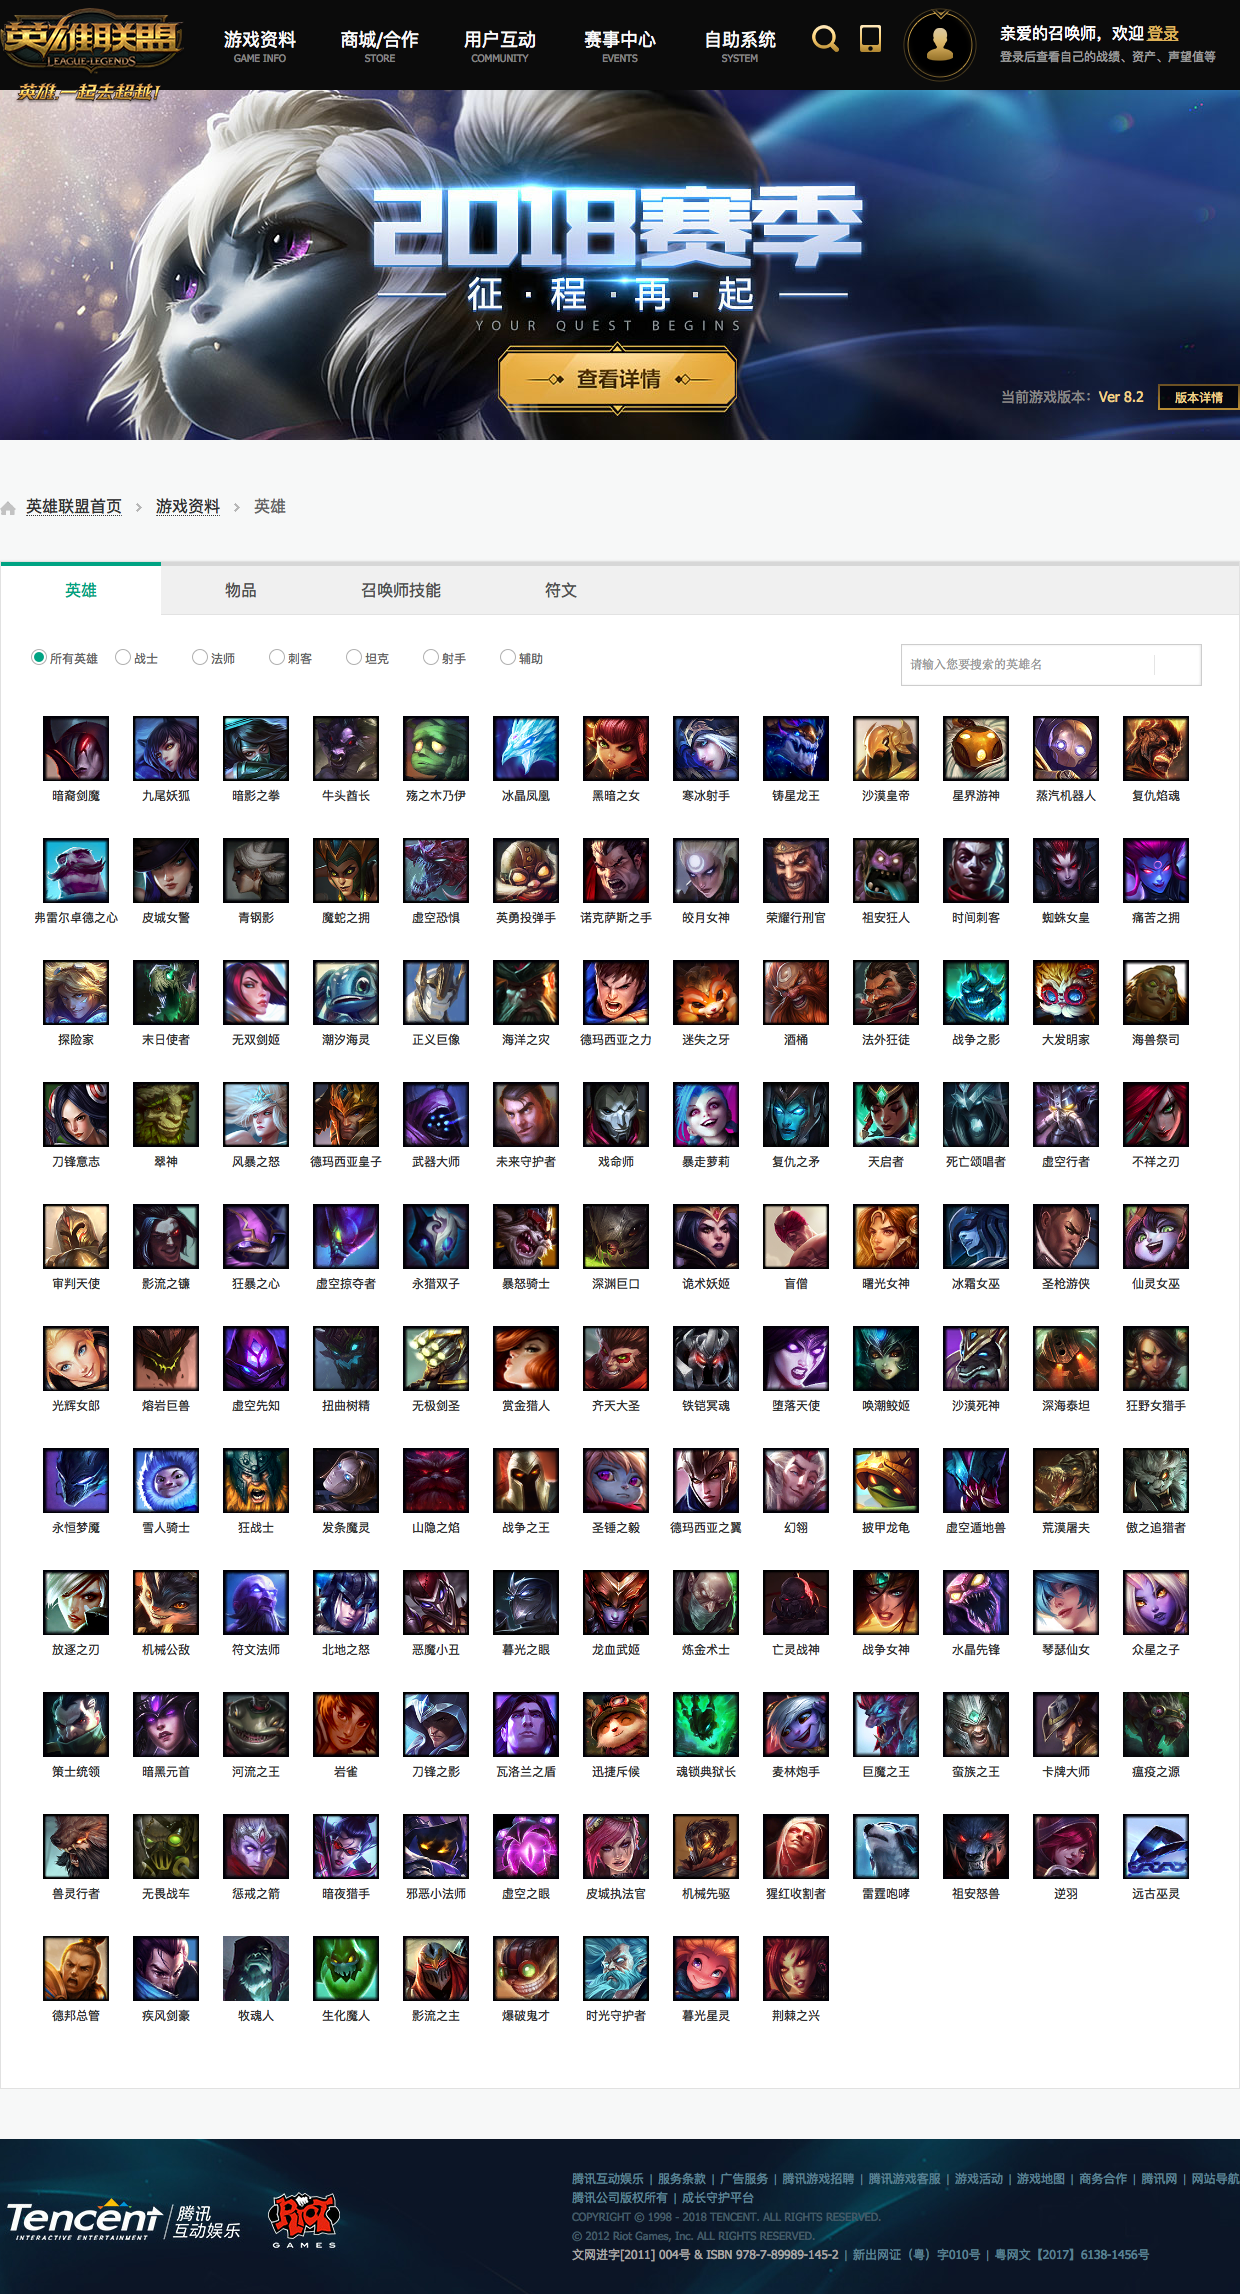 英雄联盟
LEAGUE OF LEGENDS
英雄,一起去超越!
游戏资料 商城/合作 用户互动 赛事中心 自助系统
GAME INFO STORE COMMUNITY EVENTS SYSTEM
亲爱的召唤师，欢迎登录
登录后查看自己的战绩、资产、声望值等
2018赛季
征·程·再·起
YOUR QUEST BEGINS
查看详情
当前游戏版本：Ver 8.2 版本详情
英雄联盟首页 > 游戏资料 > 英雄
英雄 物品 召唤师技能 符文
所有英雄 战士 法师 刺客 坦克 射手 辅助
请输入您要搜索的英雄名
暗裔剑魔 九尾妖狐 暗影之拳 牛头酋长 殇之木乃伊 冰晶凤凰 黑暗之女 寒冰射手 铸星龙王 沙漠皇帝 星界游神 蒸汽机器人 复仇焰魂
弗雷尔卓德之心 皮城女警 青钢影 魔蛇之拥 虚空恐惧 英勇投弹手 诺克萨斯之手 皎月女神 荣耀行刑官 祖安狂人 时间刺客 蜘蛛女皇 痛苦之拥
探险家 末日使者 无双剑姬 潮汐海灵 正义巨像 海洋之灾 德玛西亚之力 迷失之牙 酒桶 法外狂徒 战争之影 大发明家 海兽祭司
刀锋意志 翠神 风暴之怒 德玛西亚皇子 武器大师 未来守护者 戏命师 暴走萝莉 复仇之矛 天启者 死亡颂唱者 虚空行者 不祥之刃
审判天使 影流之镰 狂暴之心 虚空掠夺者 永猎双子 暴怒骑士 深渊巨口 诡术妖姬 盲僧 曙光女神 冰霜女巫 圣枪游侠 仙灵女巫
光辉女郎 熔岩巨兽 虚空先知 扭曲树精 无极剑圣 赏金猎人 齐天大圣 铁铠冥魂 堕落天使 唤潮鲛姬 沙漠死神 深海泰坦 狂野女猎手
永恒梦魇 雪人骑士 狂战士 发条魔灵 山隐之焰 战争之王 圣锤之毅 德玛西亚之翼 幻翎 披甲龙龟 虚空遁地兽 荒漠屠夫 傲之追猎者
放逐之刃 机械公敌 符文法师 北地之怒 恶魔小丑 暮光之眼 龙血武姬 炼金术士 亡灵战神 战争女神 水晶先锋 琴瑟仙女 众星之子
策士统领 暗黑元首 河流之王 岩雀 刀锋之影 瓦洛兰之盾 迅捷斥候 魂锁典狱长 麦林炮手 巨魔之王 蛮族之王 卡牌大师 瘟疫之源
兽灵行者 无畏战车 惩戒之箭 暗夜猎手 邪恶小法师 虚空之眼 皮城执法官 机械先驱 猩红收割者 雷霆咆哮 祖安怒兽 逆羽 远古巫灵
德邦总管 疾风剑豪 牧魂人 生化魔人 影流之主 爆破鬼才 时光守护者 暮光星灵 荆棘之兴
Tencent 腾讯
INTERACTIVE ENTERTAINMENT 互动娱乐
RIOT
GAMES
腾讯互动娱乐 | 服务条款 | 广告服务 | 腾讯游戏招聘 | 腾讯游戏客服 | 游戏活动 | 游戏地图 | 商务合作 | 腾讯网 | 网站导航
腾讯公司版权所有 | 成长守护平台
COPYRIGHT © 1998 - 2018 TENCENT. ALL RIGHTS RESERVED.
© 2012 Riot Games, Inc. ALL RIGHTS RESERVED.
文网进字[2011] 004号 & ISBN 978-7-89989-145-2 | 新出网证（粤）字010号 | 粤网文【2017】6138-1456号